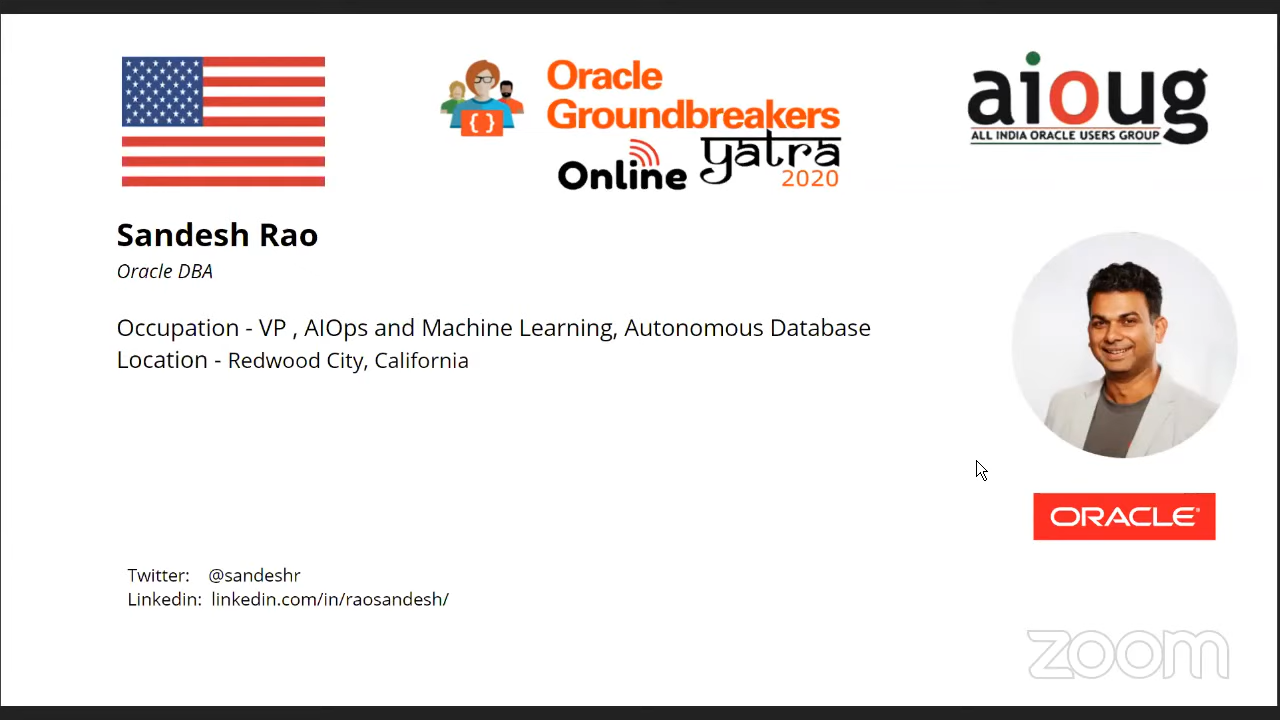 Oracle
Groundbreakers
Online yatra
2020
aioug
ALL INDIA ORACLE USERS GROUP
Sandesh Rao
Oracle DBA
Occupation - VP , AIOps and Machine Learning, Autonomous Database
Location - Redwood City, California
ORACLE®
Twitter: @sandeshr
Linkedin: linkedin.com/in/raosandesh/
zoom